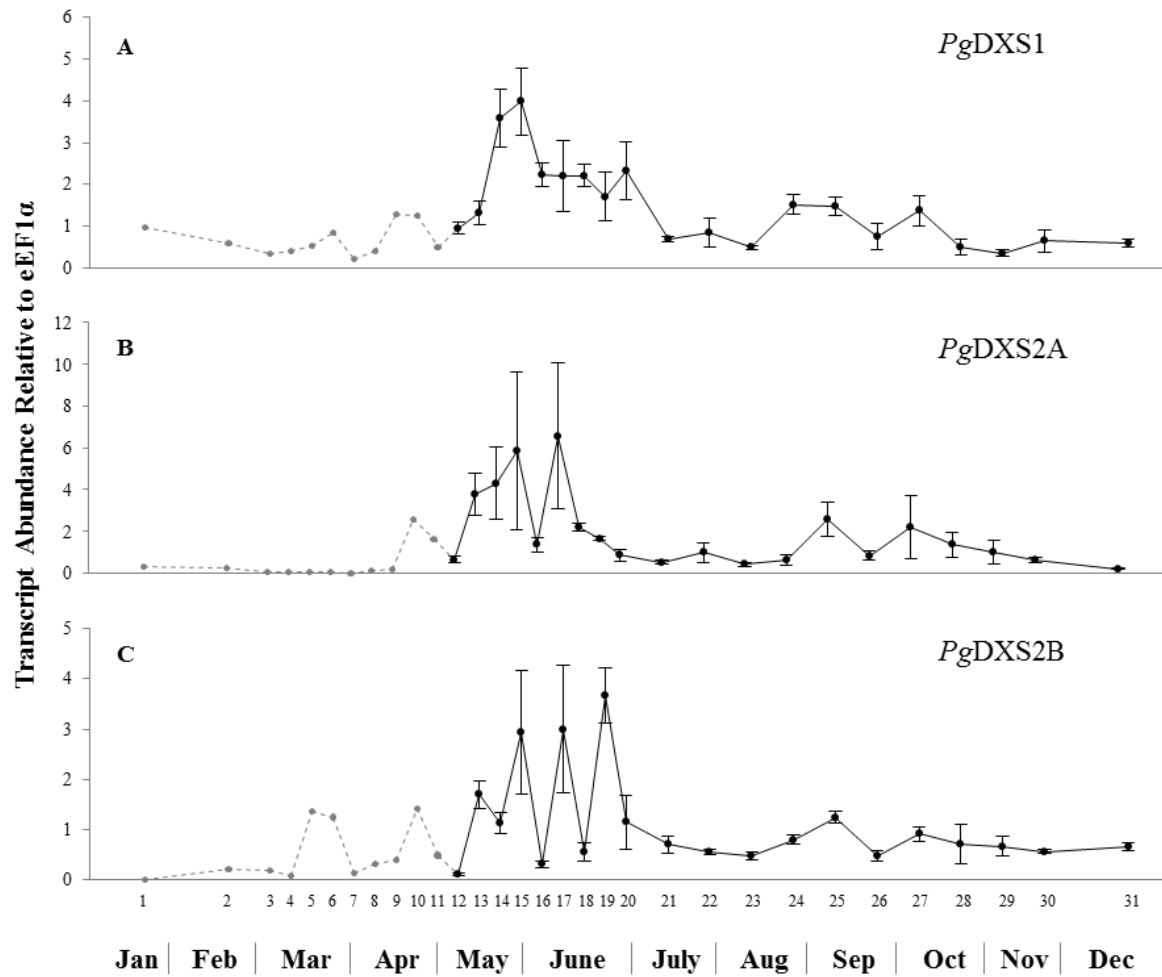 Transcript Abundance Relative to eEF1α
6
A
PgDXS1
5
4
3
2
1
0
12
B
PgDXS2A
10
8
6
4
2
0
5
C
PgDXS2B
4
3
2
1
0
1 2 3 4 5 6 7 8 9 10 11 12 13 14 15 16 17 18 19 20 21 22 23 24 25 26 27 28 29 30 31
Jan | Feb | Mar | Apr | May | June | July | Aug | Sep | Oct | Nov | Dec